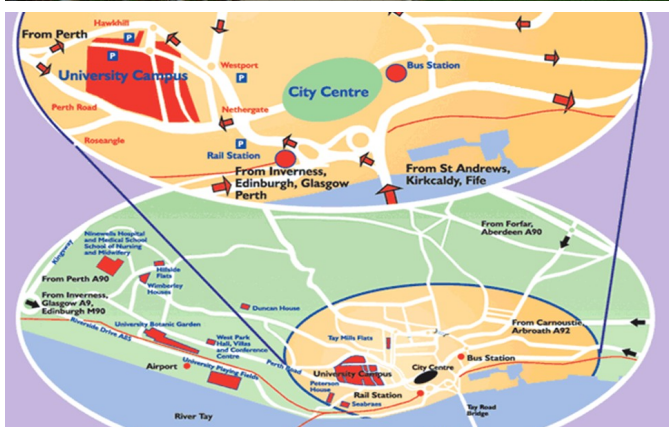 Hawkhill
From Perth
P
P
University Campus
Westport
P
Bus Station
City Centre
Perth Road
Nethergate
Roseangle
P
Rail Station
From Inverness,
Edinburgh, Glasgow
Perth
From St Andrews,
Kirkcaldy, Fife
From Forfar,
Aberdeen A90
Kingsway
Ninewells Hospital
and Medical School
School of Nursing
and Midwifery
Hillside
Flats
From Perth A90
Wimberley
Houses
From Inverness,
Glasgow A9,
Edinburgh M90
Duncan House
Riverside Drive A85
University Botanic Garden
West Park
Hall, Villas
and Conference
Centre
Tay Mills Flats
From Carnoustie,
Arbroath A92
Airport
University Playing Fields
Perth Road
University Campus
City Centre
Bus Station
Peterson
House
Rail Station
Seabraes
River Tay
Tay Road
Bridge